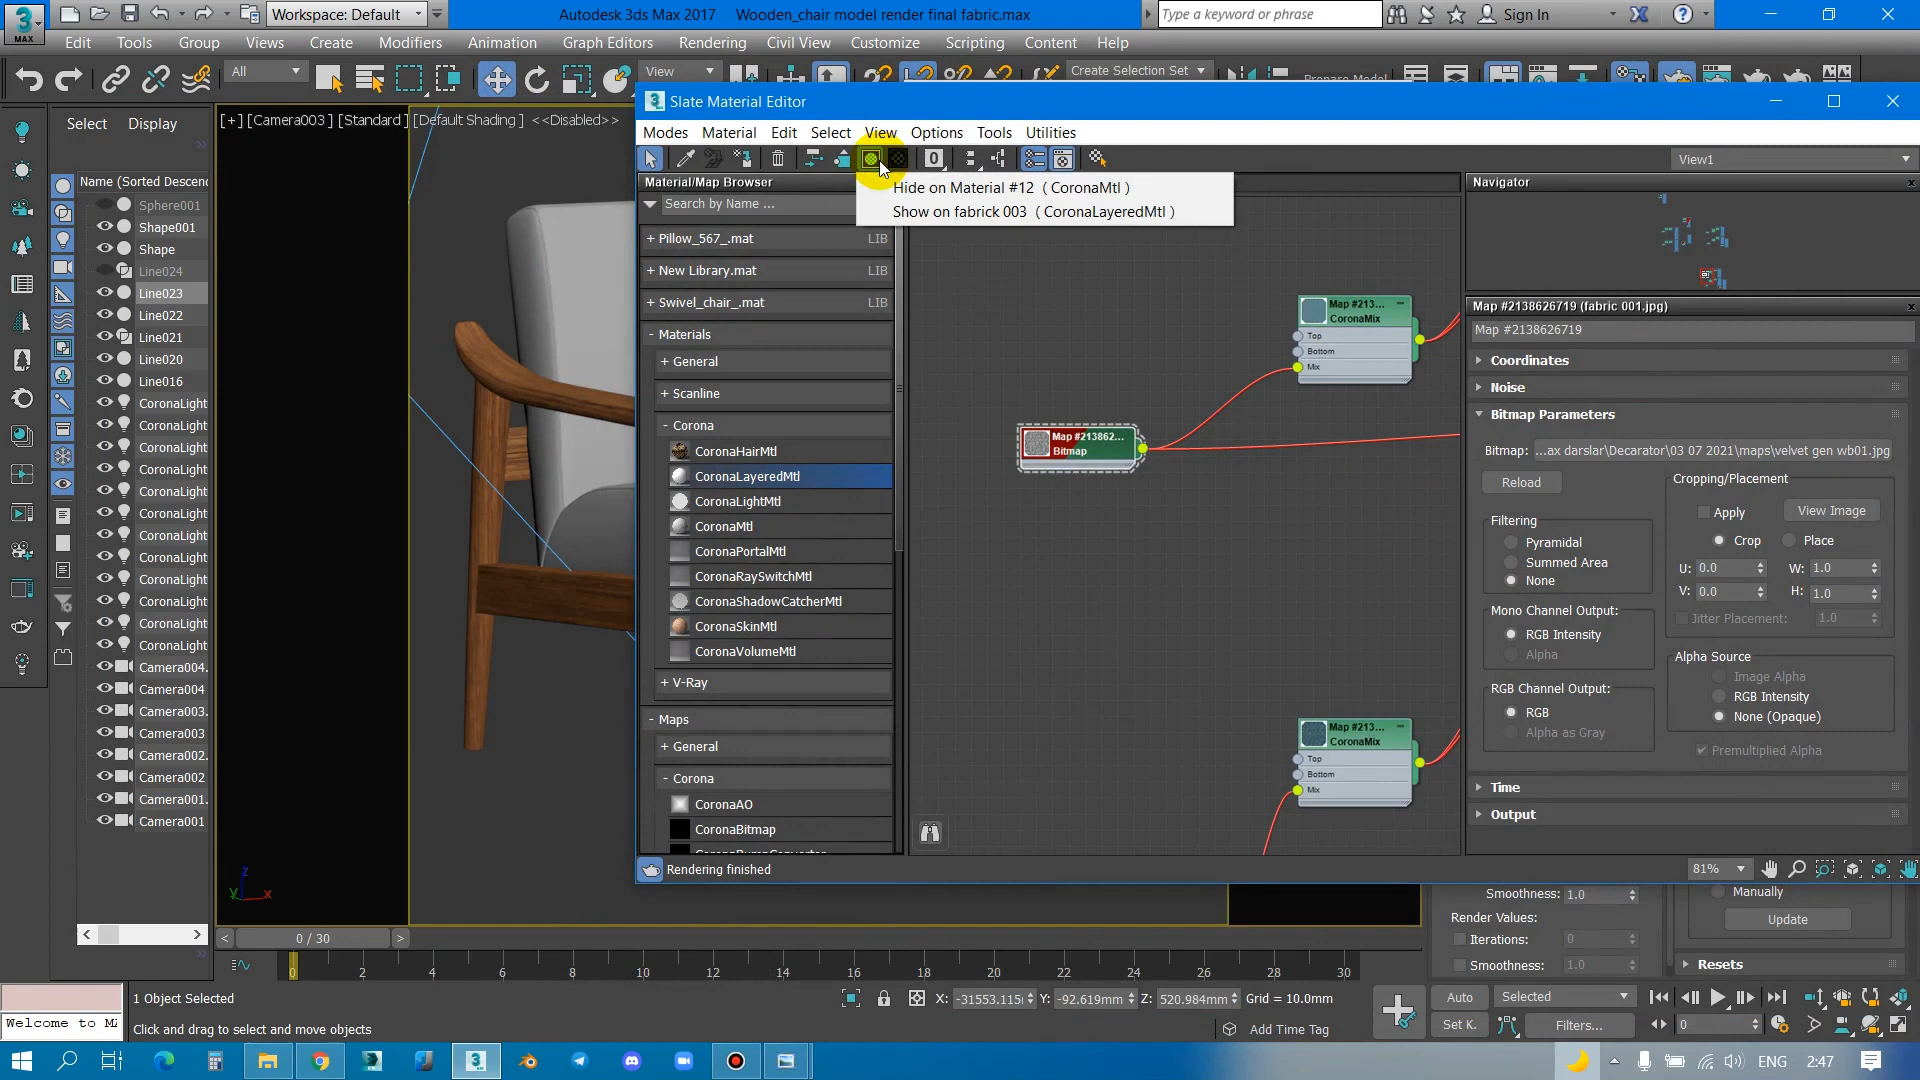 Workspace: Default
Autodesk 3ds Max 2017
Wooden_chair model render final fabric.max
Type a keyword or phrase
Sign In
MAX
Edit Tools Group Views Create Modifiers Animation Graph Editors Rendering Civil View Customize Scripting Content Help
All
View
Create Selection Set
Select Display
Name (Sorted Descen
Sphere001
Shape001
Shape
Line024
Line023
Line022
Line021
Line020
Line016
CoronaLight
CoronaLight
CoronaLight
CoronaLight
CoronaLight
CoronaLight
CoronaLight
CoronaLight
CoronaLight
CoronaLight
CoronaLight
CoronaLight
Camera004.
Camera004
Camera003.
Camera003
Camera002.
Camera002
Camera001.
Camera001
[+] [Camera003 ] [Standard ] [Default Shading ] <<Disabled>>
Slate Material Editor
Modes Material Edit Select View Options Tools Utilities
0
View1
Hide on Material #12 ( CoronaMtl )
Show on fabrick 003 ( CoronaLayeredMtl )
Material/Map Browser
Search by Name ...
+ Pillow_567_.mat LIB
+ New Library.mat LIB
+ Swivel_chair_.mat LIB
- Materials
+ General
+ Scanline
- Corona
CoronaHairMtl
CoronaLayeredMtl
CoronaLightMtl
CoronaMtl
CoronaPortalMtl
CoronaRaySwitchMtl
CoronaShadowCatcherMtl
CoronaSkinMtl
CoronaVolumeMtl
+ V-Ray
- Maps
+ General
- Corona
CoronaAO
CoronaBitmap
Map #213...
CoronaMix
Top
Bottom
Mix
Map #213862...
Bitmap
Map #213...
CoronaMix
Top
Bottom
Mix
Navigator
Map #2138626719 (fabric 001.jpg)
Map #2138626719
Coordinates
Noise
Bitmap Parameters
Bitmap: ...ax darslar\Decarator\03 07 2021\maps\velvet gen wb01.jpg
Reload
Cropping/Placement
Apply View Image
Crop Place
U: 0.0 W: 1.0
V: 0.0 H: 1.0
Jitter Placement: 1.0
Filtering
Pyramidal
Summed Area
None
Mono Channel Output:
RGB Intensity
Alpha
RGB Channel Output:
RGB
Alpha as Gray
Alpha Source
Image Alpha
RGB Intensity
None (Opaque)
Premultiplied Alpha
Time
Output
Rendering finished
81%
Smoothness: 1.0
Render Values:
Iterations: 0
Smoothness: 1.0
Manually
Update
Resets
< 0 / 30 >
0 2 4 6 8 10 12 14 16 18 20 22 24 26 28 30
1 Object Selected
Welcome to M
Click and drag to select and move objects
X: -31553.115 Y: -92.619mm Z: 520.984mm Grid = 10.0mm
Add Time Tag
Auto Selected
Set K. Filters...
0
ENG 2:47